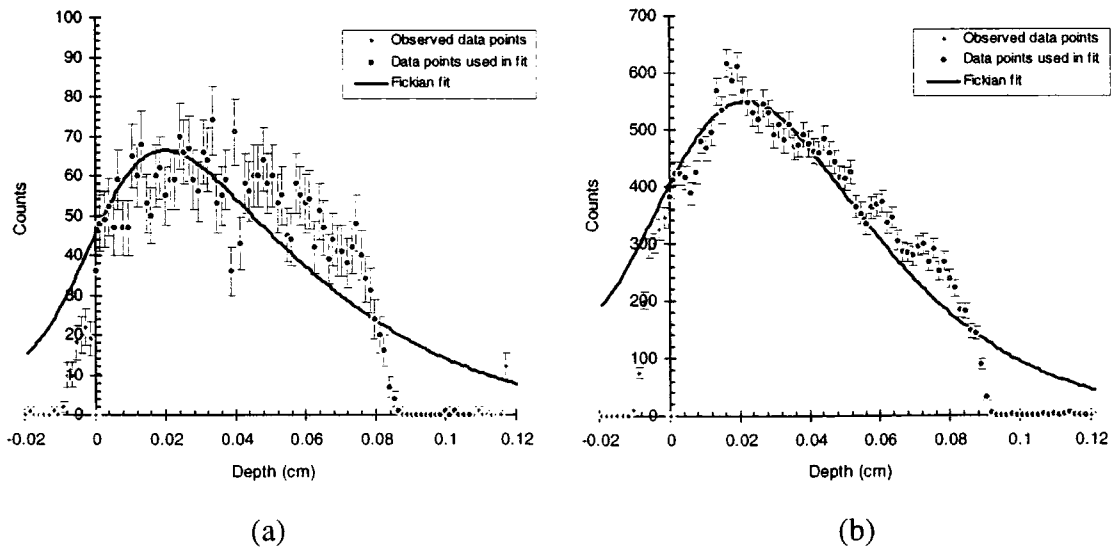 100
90
80
70
60
50
40
30
20
10
0
Counts
-0.02
0
0.02
0.04
0.06
0.08
0.1
0.12
Depth (cm)
Observed data points
Data points used in fit
Fickian fit
(a)
700
600
500
400
300
200
100
0
Counts
-0.02
0
0.02
0.04
0.06
0.08
0.1
0.12
Depth (cm)
Observed data points
Data points used in fit
Fickian fit
(b)